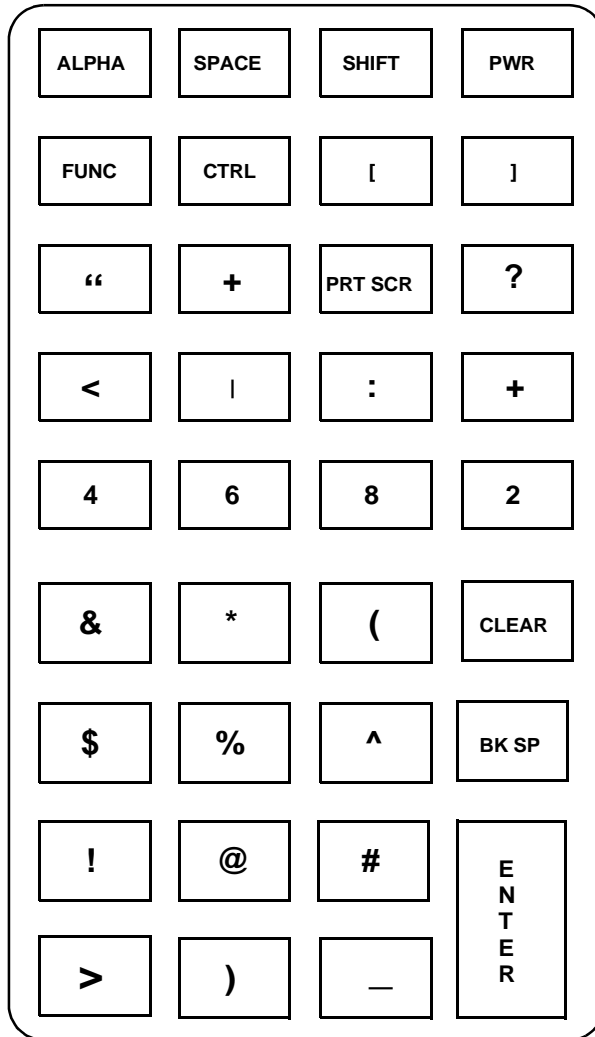 ALPHA SPACE SHIFT PWR
FUNC CTRL [ ]
“ + PRT SCR ?
< | : +
4 6 8 2
& * ( CLEAR
$ % ^ BK SP
! @ #
> ) _
E
N
T
E
R